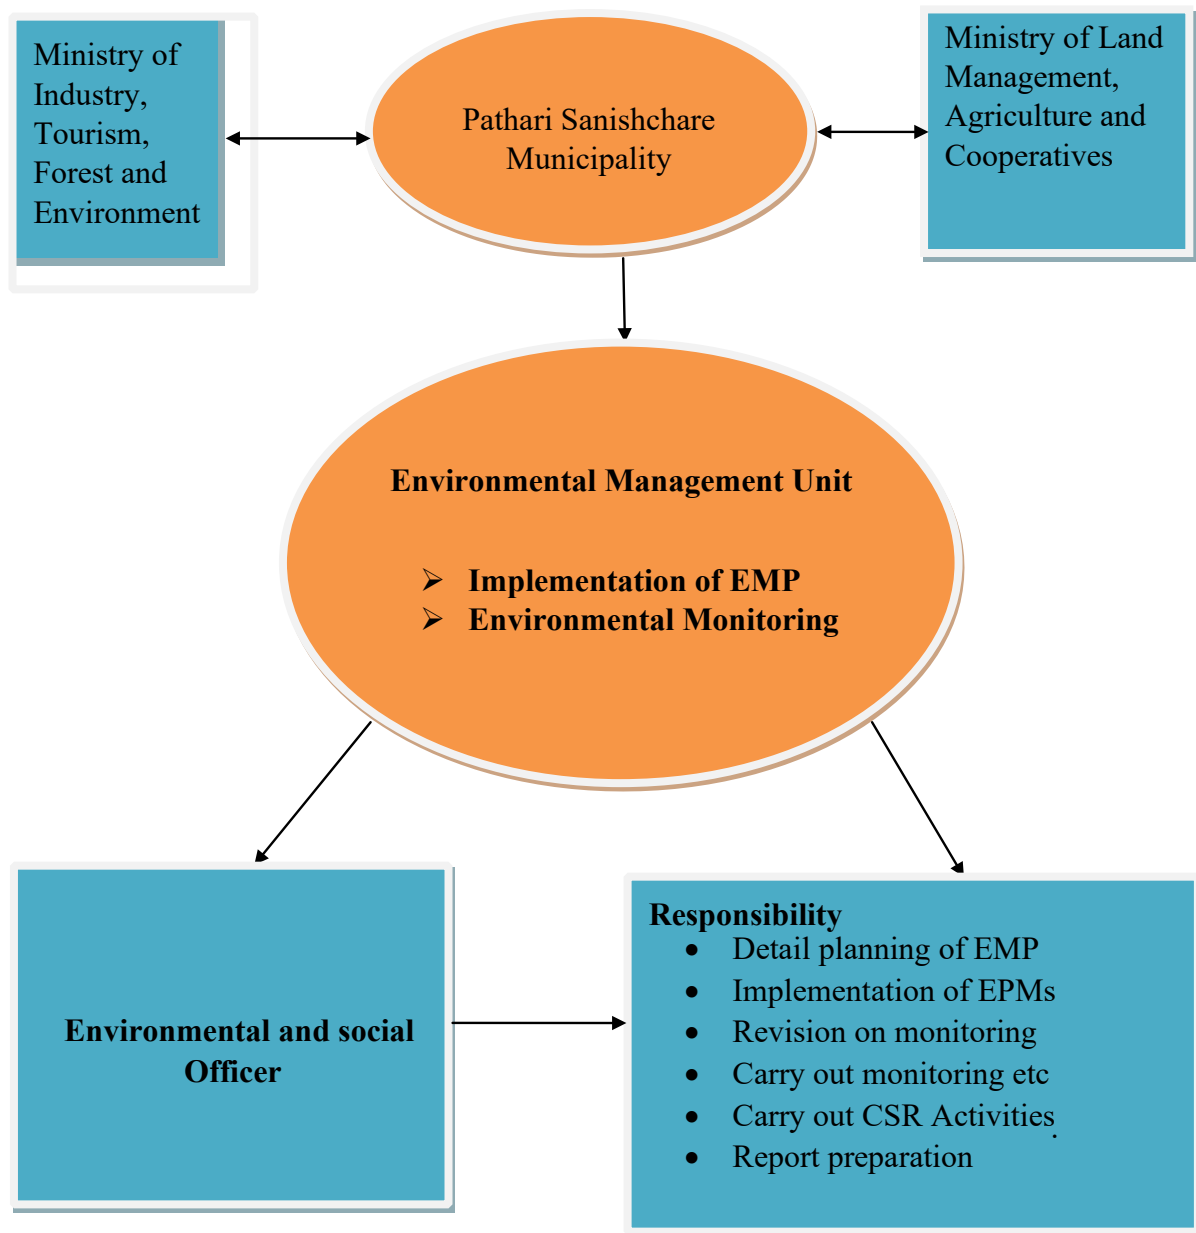 Ministry of
Industry,
Tourism,
Forest and
Environment
Pathari Sanishchare
Municipality
Ministry of Land
Management,
Agriculture and
Cooperatives
Environmental Management Unit
➢ Implementation of EMP
➢ Environmental Monitoring
Environmental and social
Officer
Responsibility
• Detail planning of EMP
• Implementation of EPMs
• Revision on monitoring
• Carry out monitoring etc
• Carry out CSR Activities
.
• Report preparation